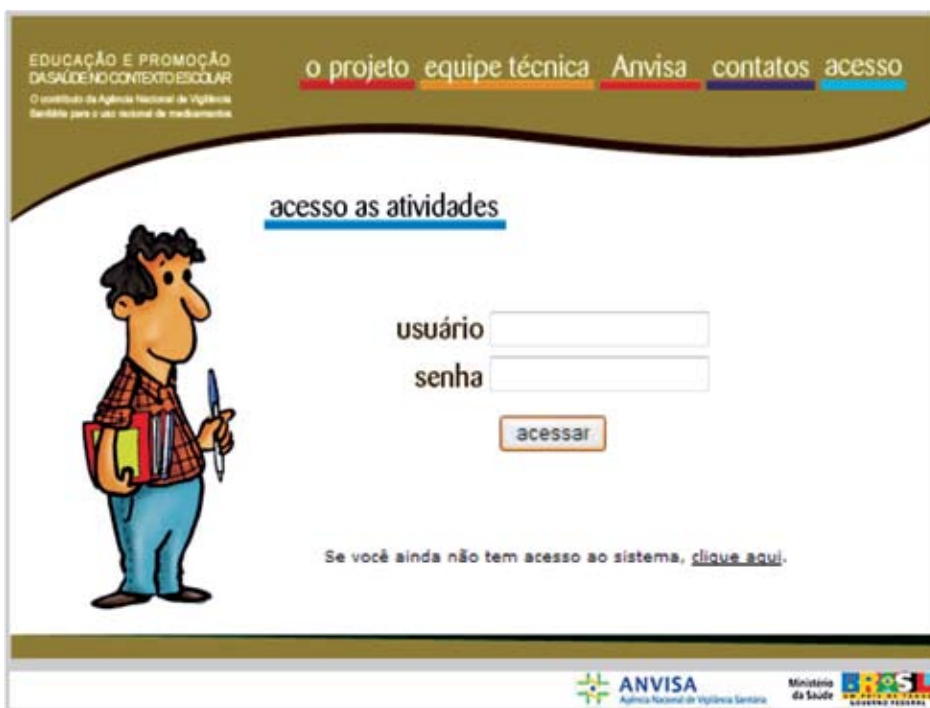 EDUCAÇÃO E PROMOÇÃO
DA SAÚDE NO CONTEXTO ESCOLAR
O contributo da Agência Nacional de Vigilância
Sanitária para o uso racional de medicamentos
o projeto equipe técnica Anvisa contatos acesso
acesso as atividades
usuário
senha
acessar
Se você ainda não tem acesso ao sistema, clique aqui.
ANVISA
Agência Nacional de Vigilância Sanitária
Ministério
da Saúde
BRASIL
GOVERNO FEDERAL